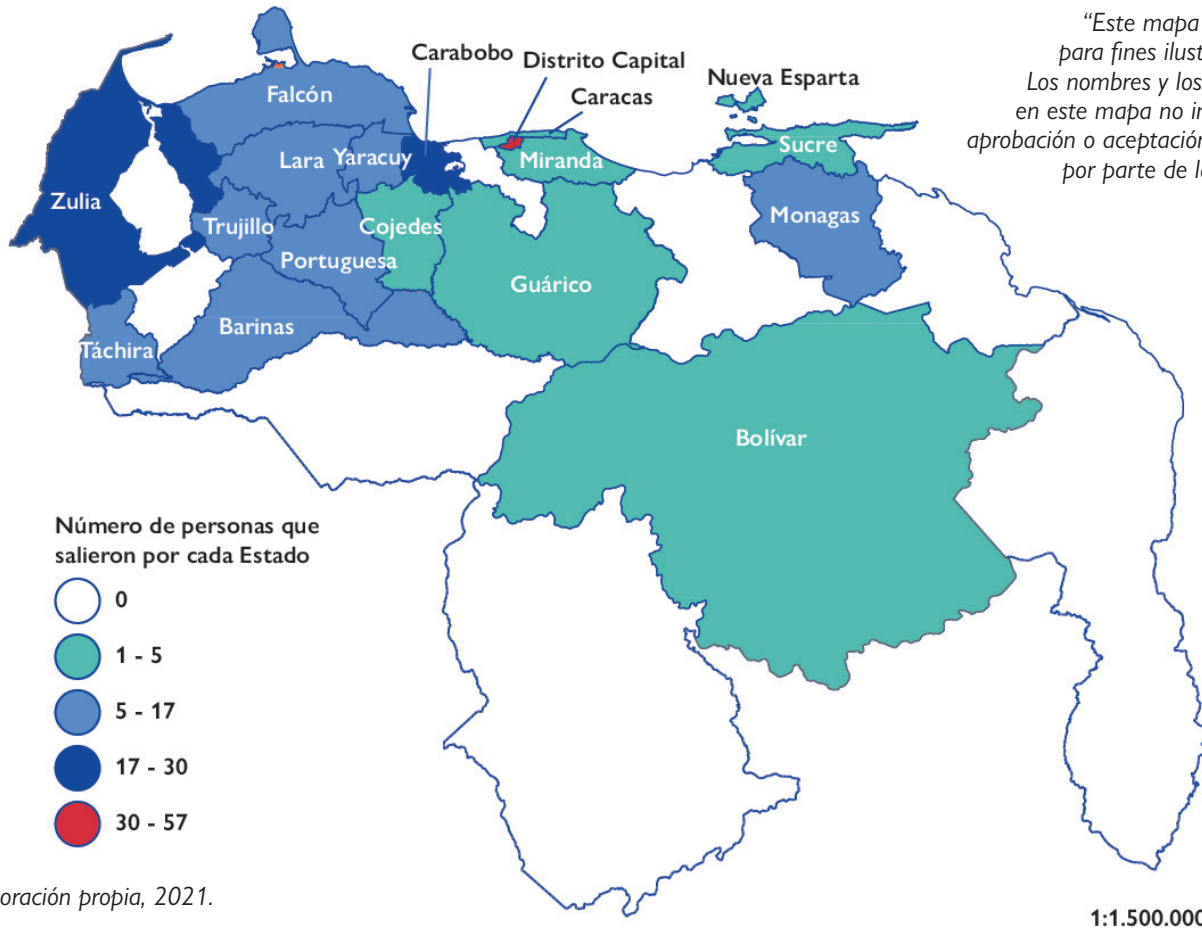 “Este mapa
para fines ilust
Los nombres y los
en este mapa no in
aprobación o aceptación
por parte de l
Carabobo
Distrito Capital
Caracas
Nueva Esparta
Falcón
Lara
Yaracuy
Miranda
Sucre
Zulia
Trujillo
Cojedes
Monagas
Portuguesa
Guárico
Barinas
Táchira
Bolívar
Número de personas que
salieron por cada Estado
0
1 - 5
5 - 17
17 - 30
30 - 57
oración propia, 2021.
1:1.500.000